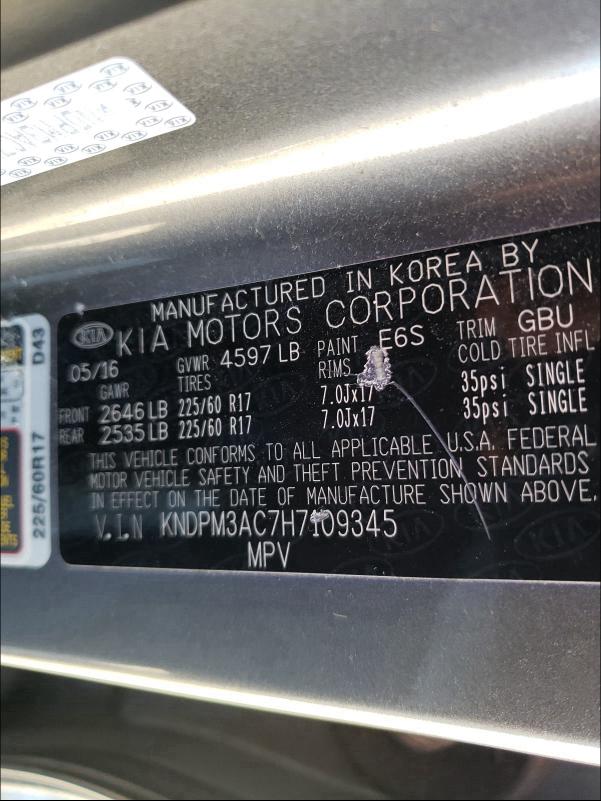 MANUFACTURED IN KOREA BY
KIA KIA MOTORS CORPORATION
05/16 GVWR 4597 LB PAINT E6S TRIM GBU
GAWR TIRES RIMS COLD TIRE INFL
FRONT 2646 LB 225/60 R17 7.0Jx17 35psi SINGLE
REAR 2535 LB 225/60 R17 7.0Jx17 35psi SINGLE
THIS VEHICLE CONFORMS TO ALL APPLICABLE U.S.A. FEDERAL
MOTOR VEHICLE SAFETY AND THEFT PREVENTION STANDARDS
IN EFFECT ON THE DATE OF MANUFACTURE SHOWN ABOVE.
V.I.N KNDPM3AC7H7109345
MPV
225/60R17 D43